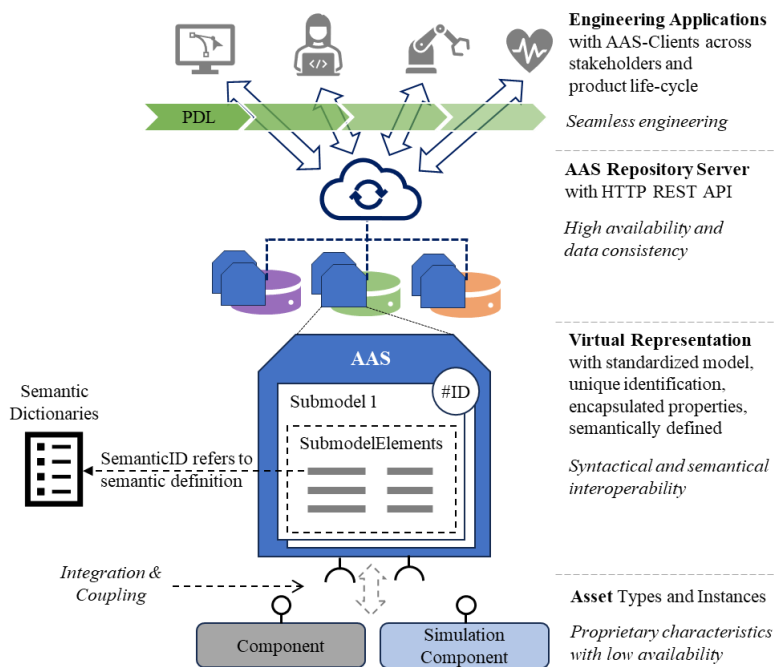 Engineering Applications
with AAS-Clients across
stakeholders and
product life-cycle
Seamless engineering
PDL
AAS Repository Server
with HTTP REST API
High availability and
data consistency
Virtual Representation
with standardized model,
unique identification,
encapsulated properties,
semantically defined
Syntactical and semantical
interoperability
AAS
#ID
Submodel 1
SubmodelElements
Semantic
Dictionaries
SemanticID refers to
semantic definition
Integration &
Coupling
Asset Types and Instances
Proprietary characteristics
with low availability
Component
Simulation
Component